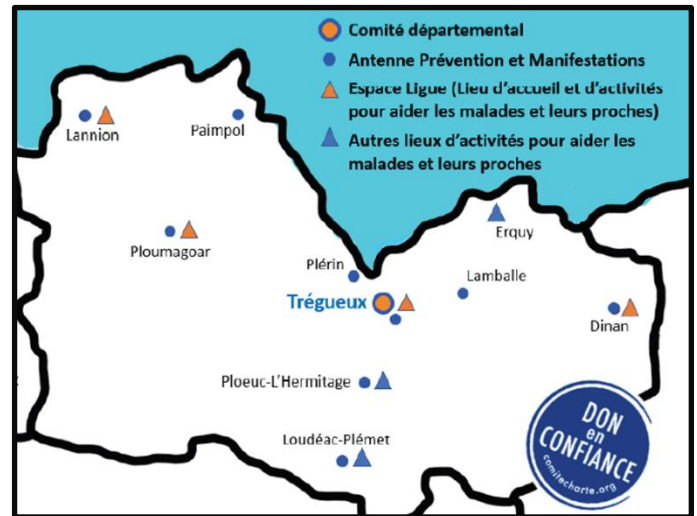 Comité départemental
Antenne Prévention et Manifestations
Espace Ligue (Lieu d'accueil et d'activités
pour aider les malades et leurs proches)
Autres lieux d'activités pour aider les
malades et leurs proches
Lannion
Paimpol
Erquy
Ploumagoar
Plérin
Lamballe
Trégueux
Dinan
Ploeuc-L'Hermitage
Loudéac-Plémet
DON
en
CONFIANCE
comitecharte.org